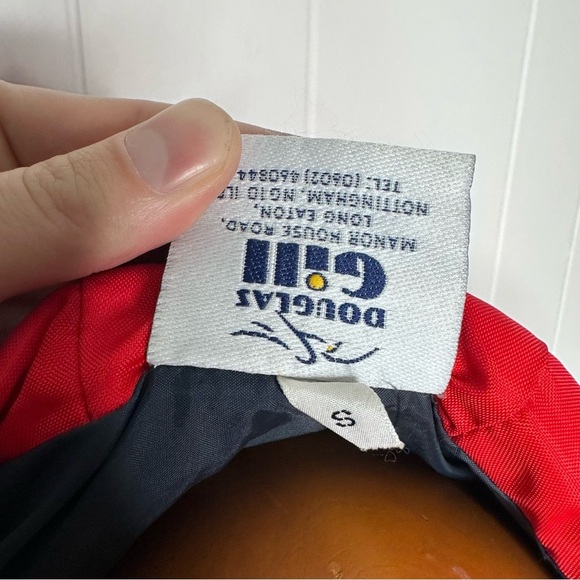 DOUGLAS
Gill
MANOR HOUSE ROAD,
LONG EATON,
NOTTINGHAM, NG10
TEL: (0602) 460844
S